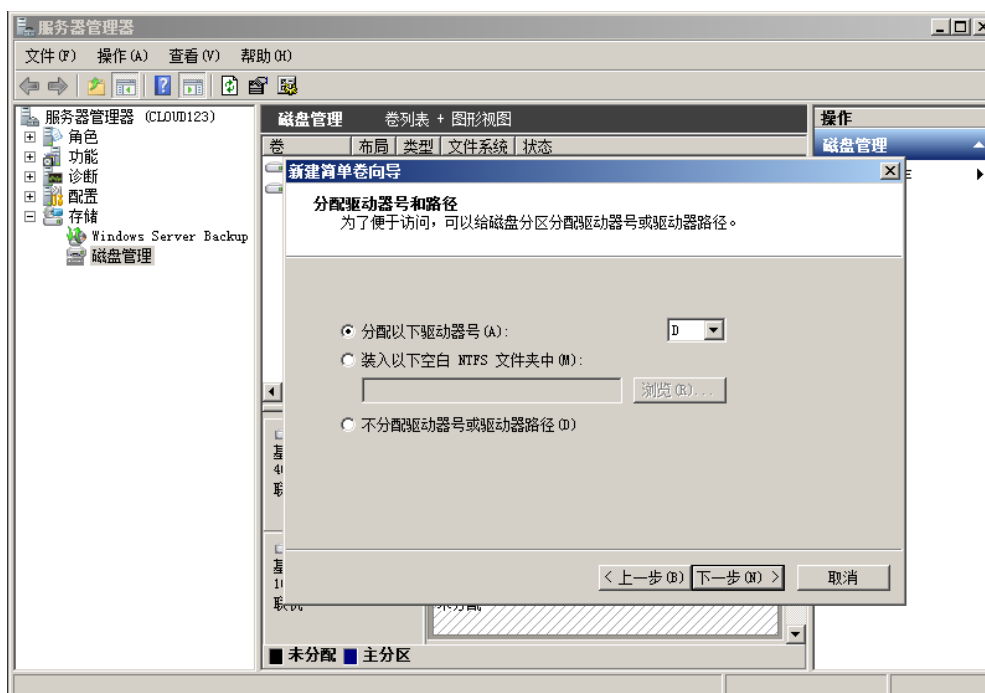 服务器管理器
文件(F) 操作(A) 查看(V) 帮助(H)
服务器管理器 (CLOUD123)
角色
功能
诊断
配置
存储
Windows Server Backup
磁盘管理
磁盘管理 卷列表 + 图形视图
卷 布局 类型 文件系统 状态
操作
磁盘管理
新建简单卷向导
分配驱动器号和路径
为了便于访问，可以给磁盘分区分配驱动器号或驱动器路径。
分配以下驱动器号(A): D
装入以下空白 NTFS 文件夹中(M):
浏览(R)...
不分配驱动器号或驱动器路径(D)
< 上一步(B) 下一步(N) > 取消
未分配 主分区